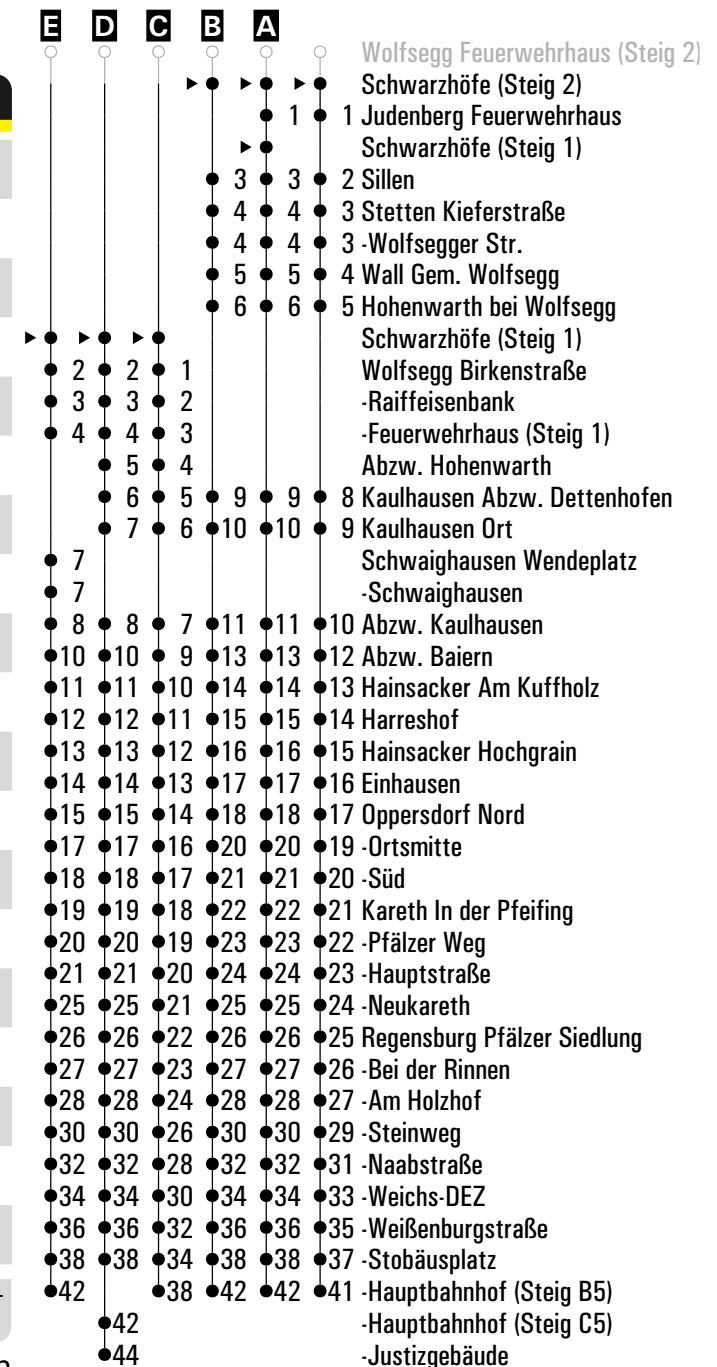 E D C B A
Wolfsegg Feuerwehrhaus (Steig 2)
Schwarzhöfe (Steig 2)
1 1 Judenberg Feuerwehrhaus
Schwarzhöfe (Steig 1)
3 3 2 Sillen
4 4 3 Stetten Kieferstraße
4 4 3 -Wolfsegger Str.
5 5 4 Wall Gem. Wolfsegg
6 6 5 Hohenwarth bei Wolfsegg
Schwarzhöfe (Steig 1)
2 2 1 Wolfsegg Birkenstraße
3 3 2 -Raiffeisenbank
4 4 3 -Feuerwehrhaus (Steig 1)
5 4 Abzw. Hohenwarth
6 5 9 9 8 Kaulhausen Abzw. Dettenhofen
7 6 10 10 9 Kaulhausen Ort
7 Schwaighausen Wendeplatz
7 -Schwaighausen
8 8 7 11 11 10 Abzw. Kaulhausen
10 10 9 13 13 12 Abzw. Baiern
11 11 10 14 14 13 Hainsacker Am Kuffholz
12 12 11 15 15 14 Harreshof
13 13 12 16 16 15 Hainsacker Hochgrain
14 14 13 17 17 16 Einhausen
15 15 14 18 18 17 Oppersdorf Nord
17 17 16 20 20 19 -Ortsmitte
18 18 17 21 21 20 -Süd
19 19 18 22 22 21 Kareth In der Pfeifing
20 20 19 23 23 22 -Pfälzer Weg
21 21 20 24 24 23 -Hauptstraße
25 25 21 25 25 24 -Neukareth
26 26 22 26 26 25 Regensburg Pfälzer Siedlung
27 27 23 27 27 26 -Bei der Rinnen
28 28 24 28 28 27 -Am Holzhof
30 30 26 30 30 29 -Steinweg
32 32 28 32 32 31 -Naabstraße
34 34 30 34 34 33 -Weichs-DEZ
36 36 32 36 36 35 -Weißenburgstraße
38 38 34 38 38 37 -Stobäusplatz
42 38 42 42 41 -Hauptbahnhof (Steig B5)
42 -Hauptbahnhof (Steig C5)
44 -Justizgebäude